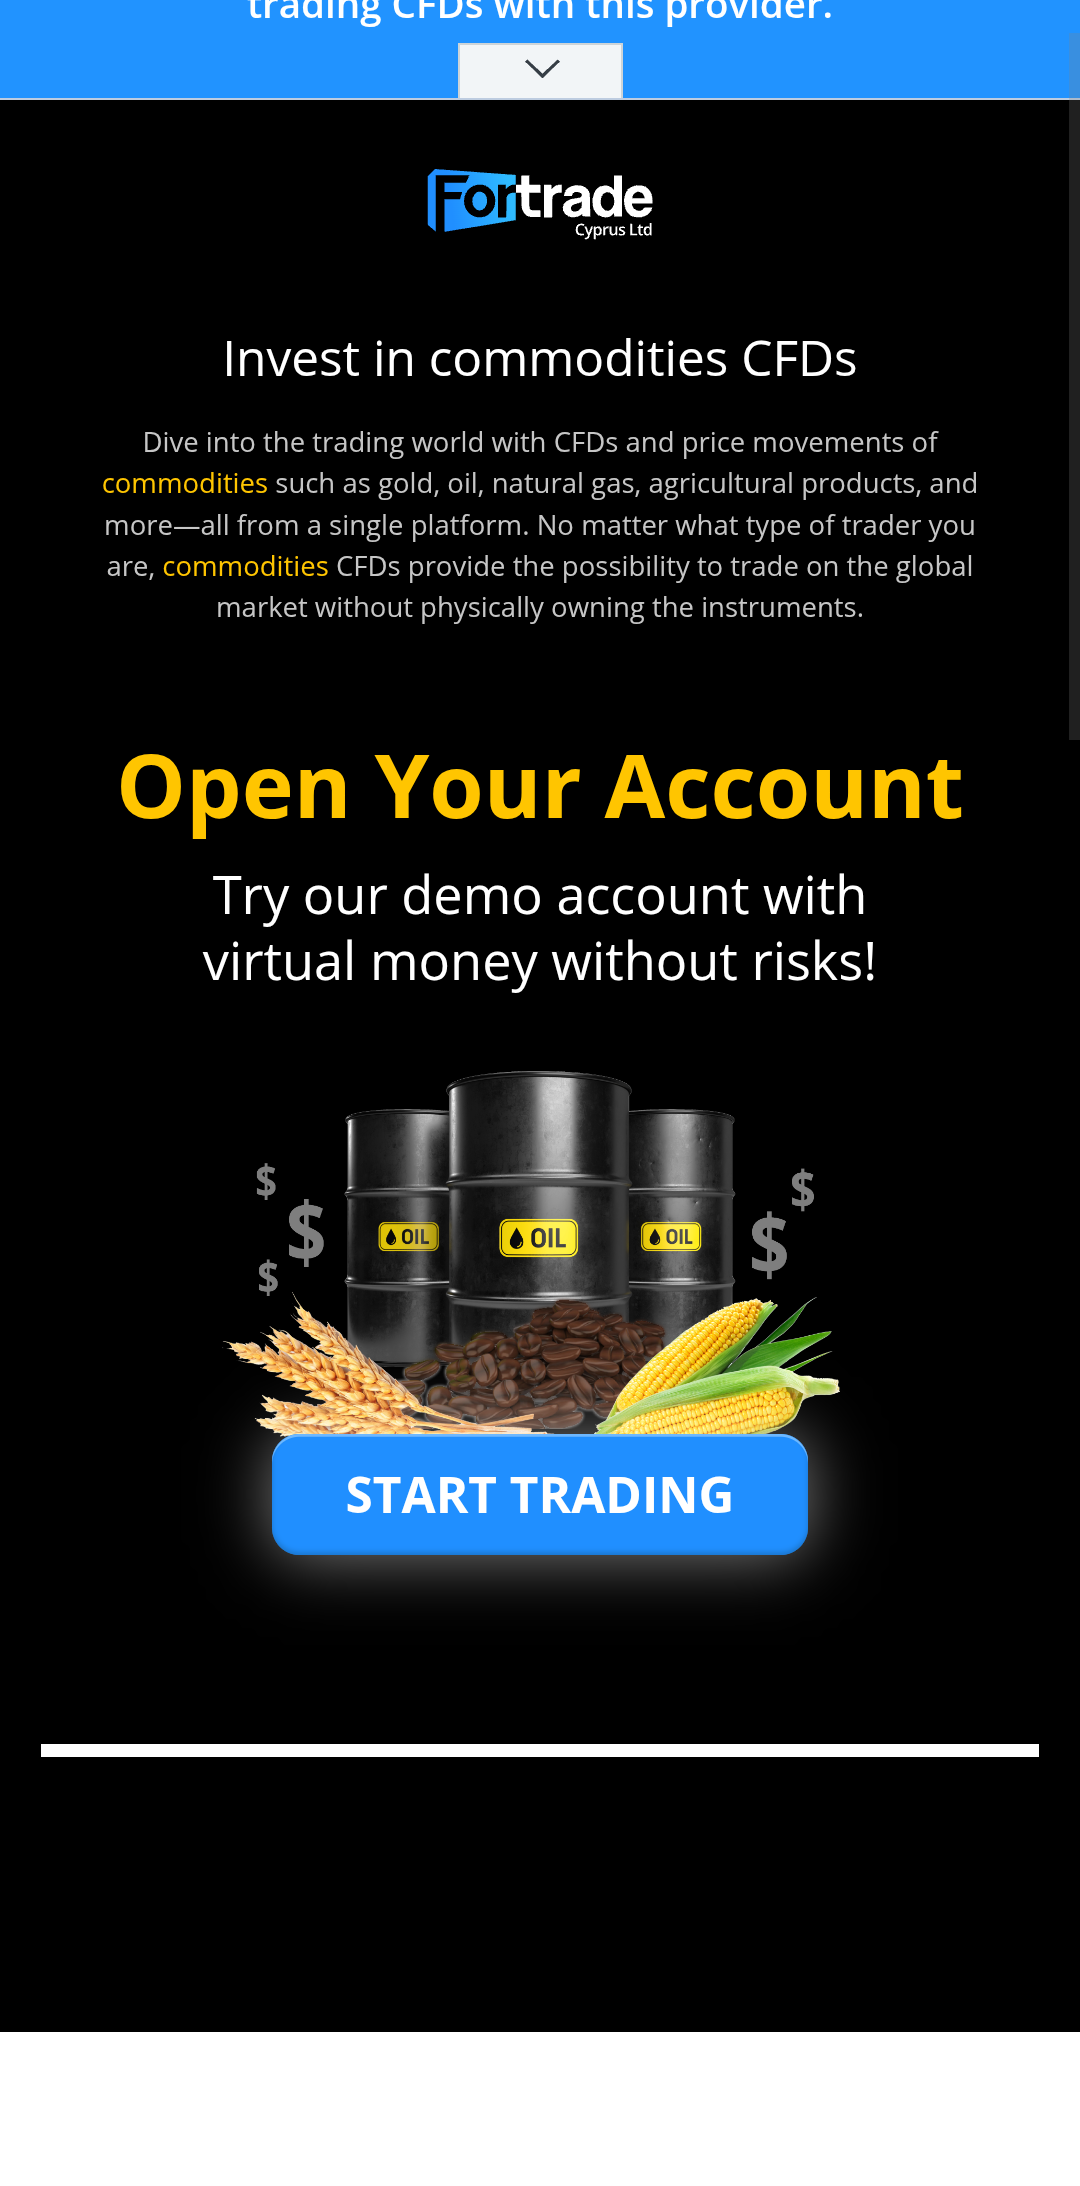 trading CFDs with this provider.
Fortrade
Cyprus Ltd
Invest in commodities CFDs
Dive into the trading world with CFDs and price movements of
commodities such as gold, oil, natural gas, agricultural products, and
more—all from a single platform. No matter what type of trader you
are, commodities CFDs provide the possibility to trade on the global
market without physically owning the instruments.
Open Your Account
Try our demo account with
virtual money without risks!
$
$
$
$
$
OIL
OIL
OIL
START TRADING